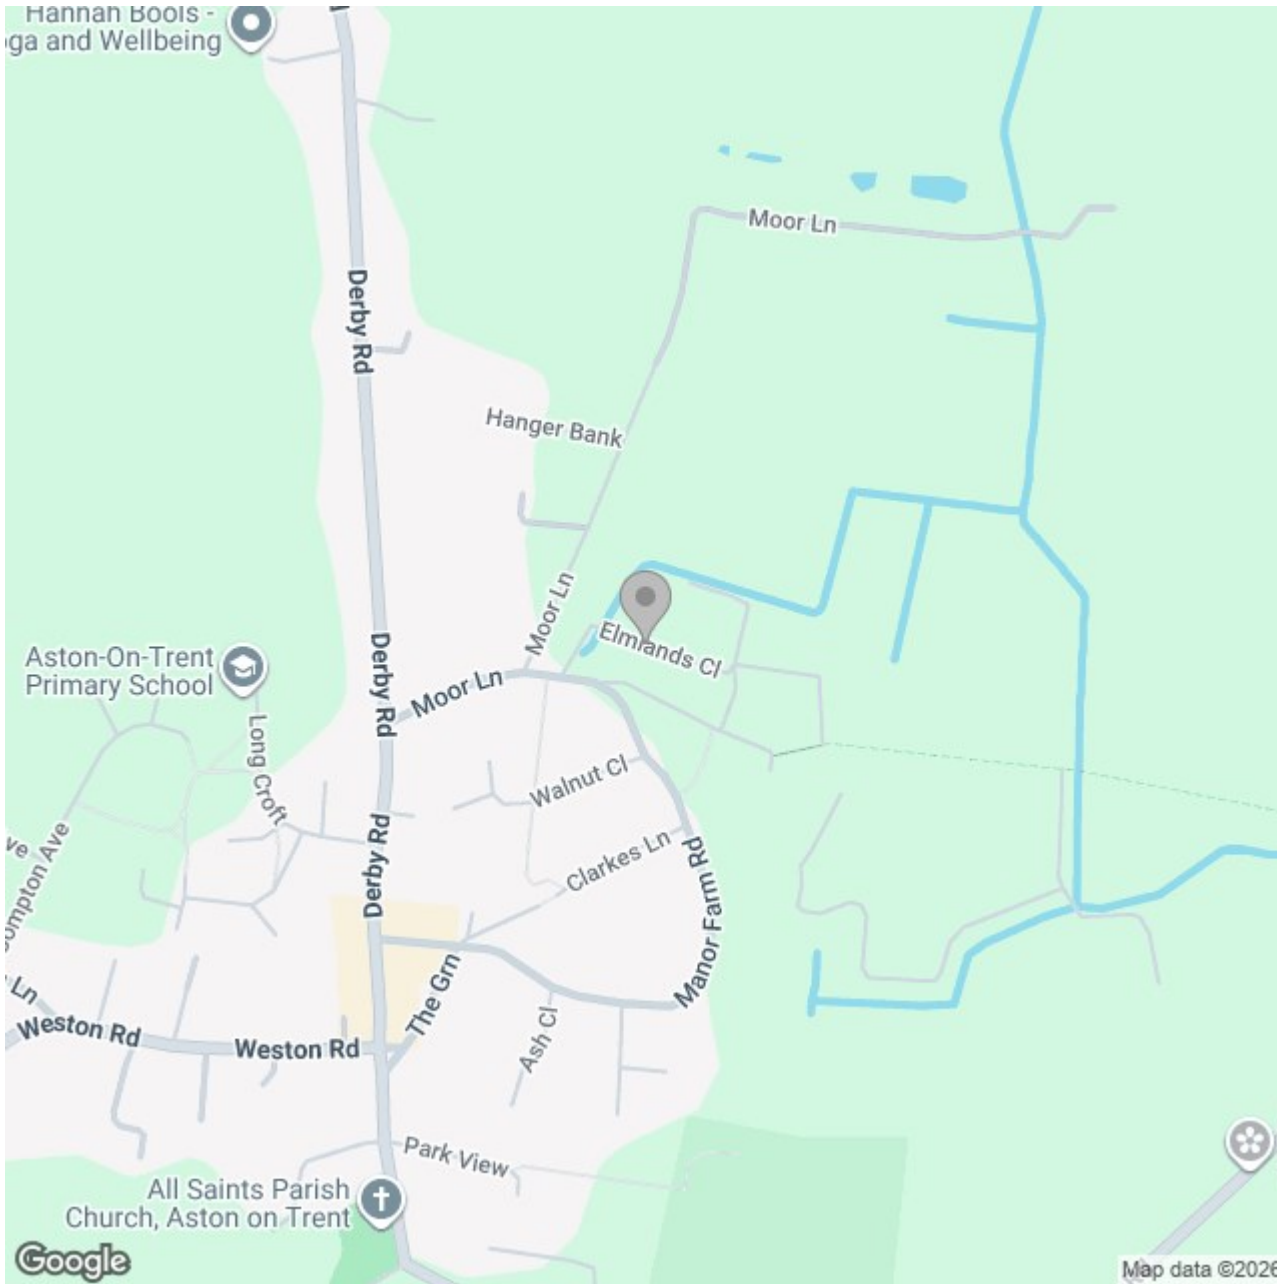 Hannah Bools -
oga and Wellbeing
Moor Ln
Derby Rd
Hanger Bank
Moor Ln
Elmlands Cl
Aston-On-Trent
Primary School
Derby Rd
Moor Ln
Long Croft
Walnut Cl
Derby Rd
Clarkes Ln
ve
ompton Ave
Manor Farm Rd
The Grn
Ln
Weston Rd
Weston Rd
Ash Cl
Park View
All Saints Parish
Church, Aston on Trent
Google
Map data ©2026